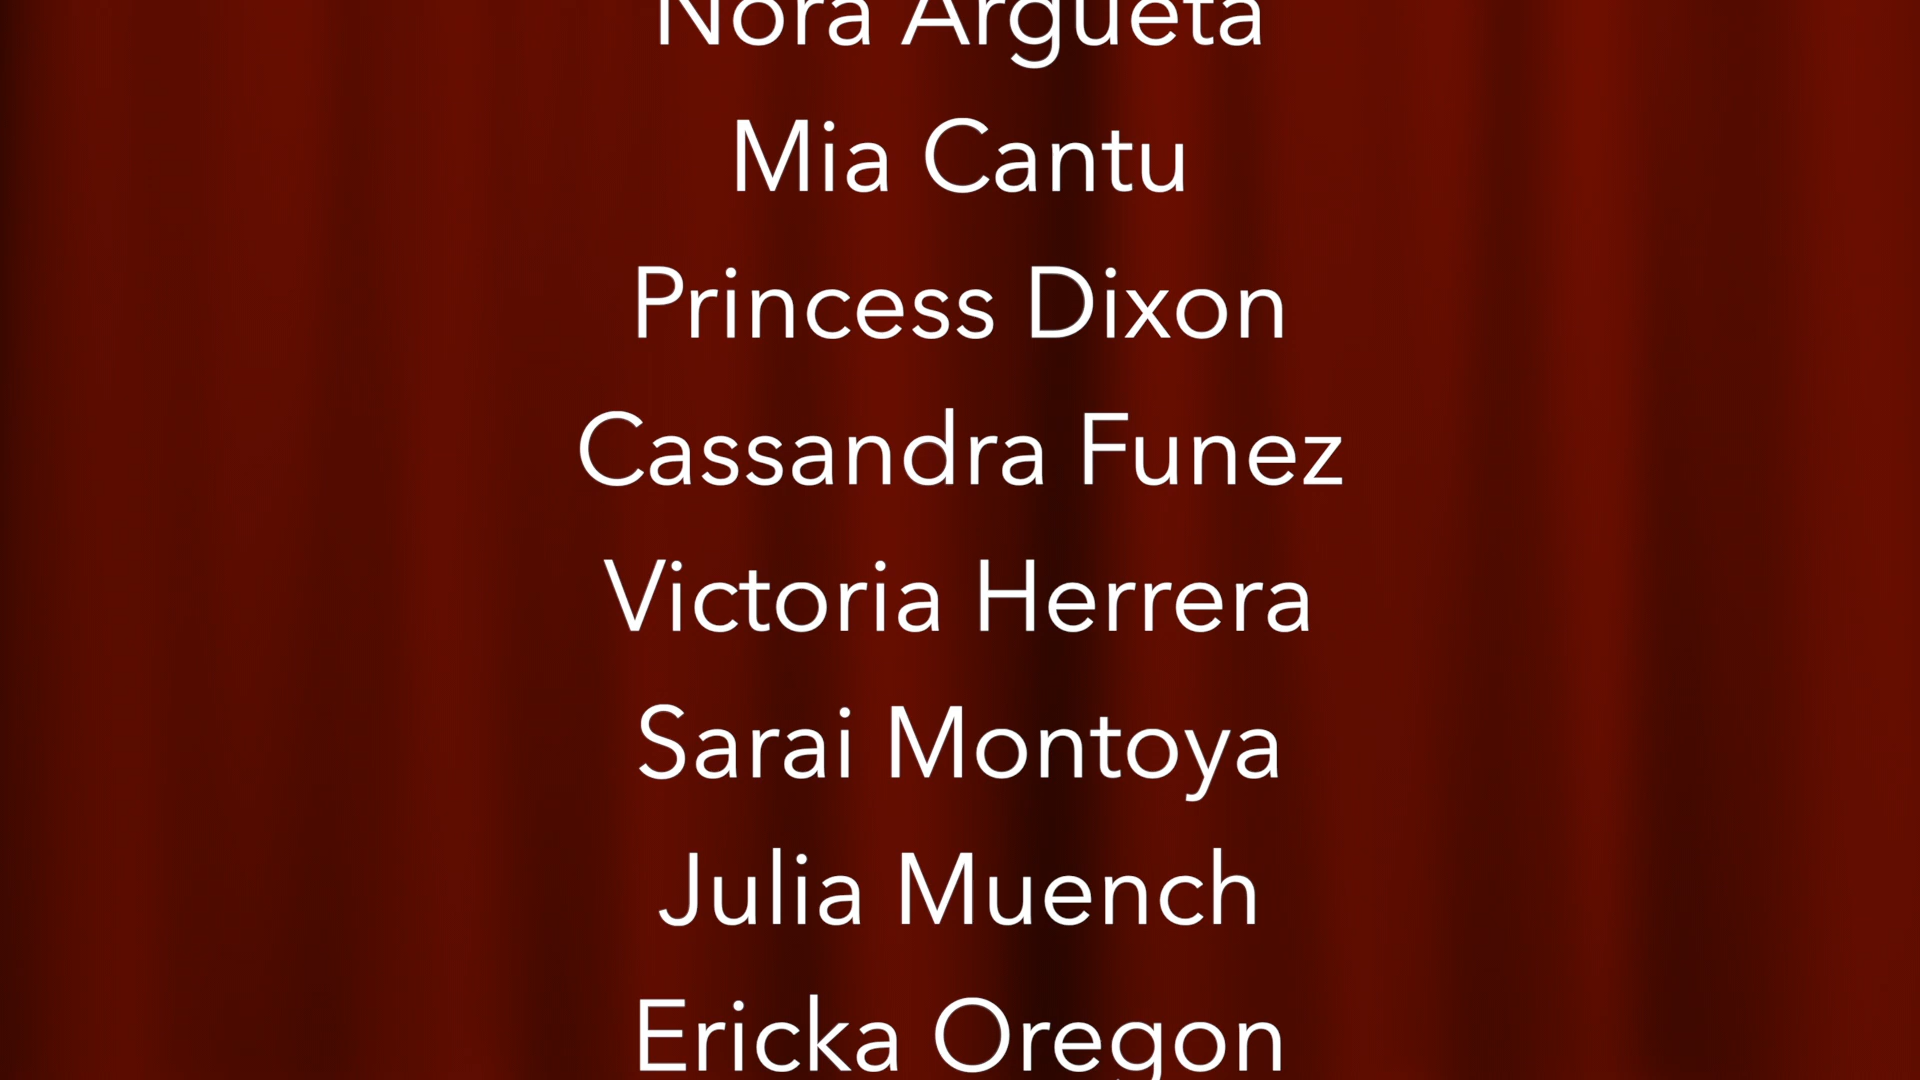 Nora Argueta
Mia Cantu
Princess Dixon
Cassandra Funez
Victoria Herrera
Sarai Montoya
Julia Muench
Ericka Oregon